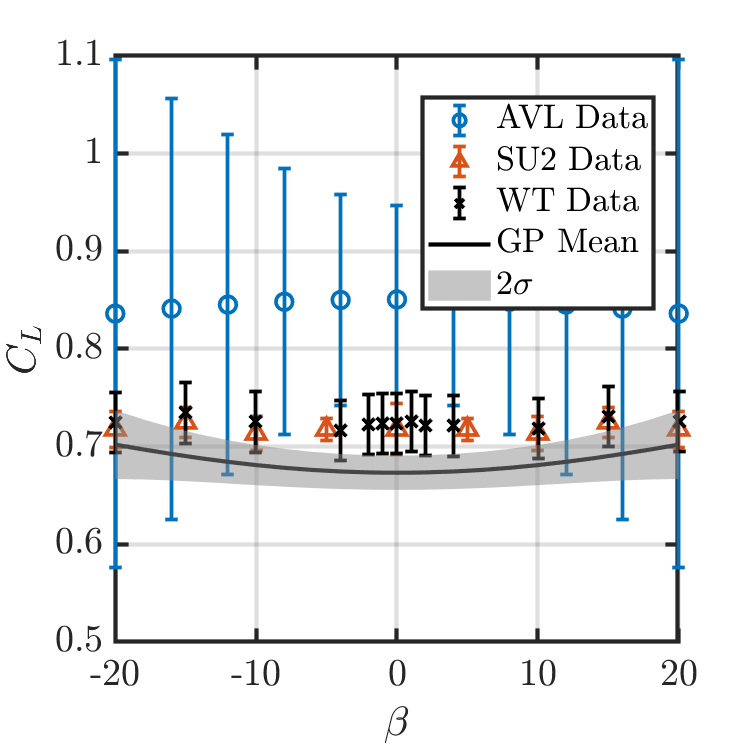 1.1
1
0.9
0.8
0.7
0.6
0.5
C_L
-20 -10 0 10 20
β
AVL Data
SU2 Data
WT Data
GP Mean
2σ